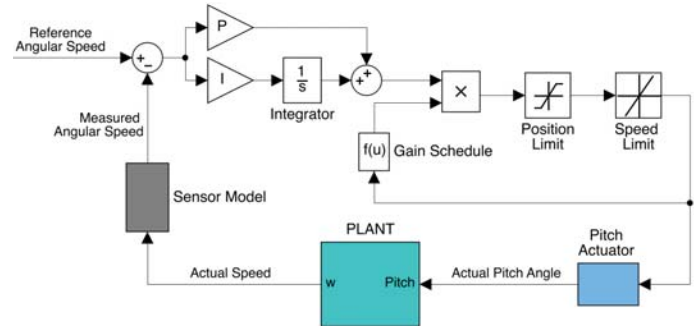 Reference
Angular Speed
+
−
P
I
1
s
Integrator
+
+
×
Position
Limit
Speed
Limit
Measured
Angular Speed
f(u)
Gain Schedule
Sensor Model
PLANT
Pitch
Actuator
Actual Speed
w
Pitch
Actual Pitch Angle